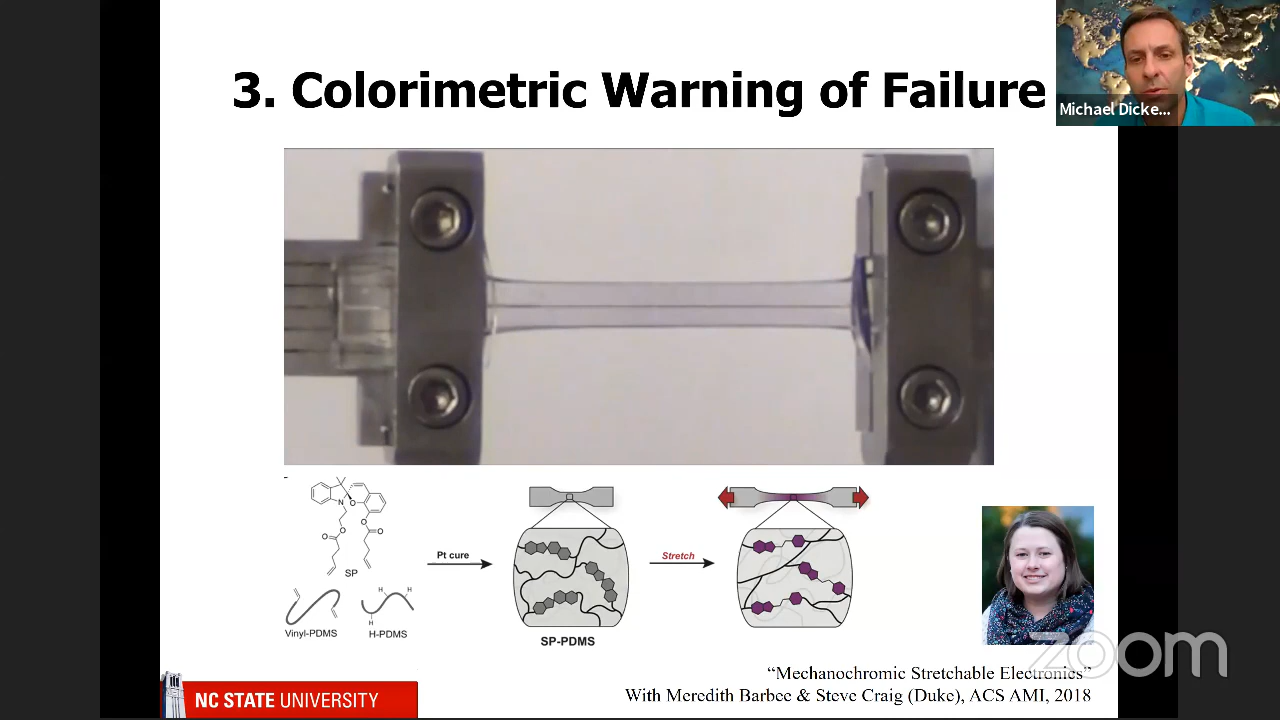 3. Colorimetric Warning of Failure
Michael Dicke...
N
O
O
O
O
O
SP
H
H
H
Vinyl-PDMS
H-PDMS
Pt cure
SP-PDMS
Stretch
zoom
"Mechanochromic Stretchable Electronics"
With Meredith Barbee & Steve Craig (Duke), ACS AMI, 2018
NC STATE UNIVERSITY